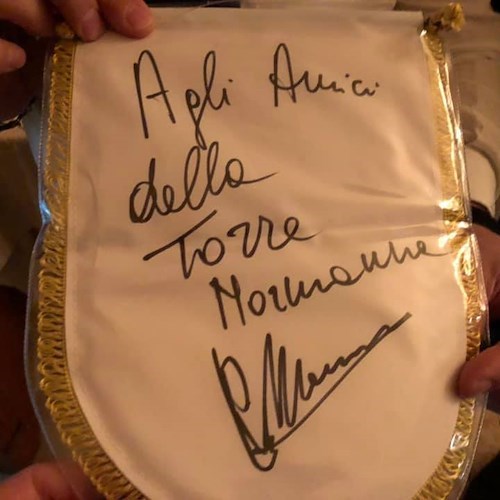 Agli Amici
della
Torre
Normanna